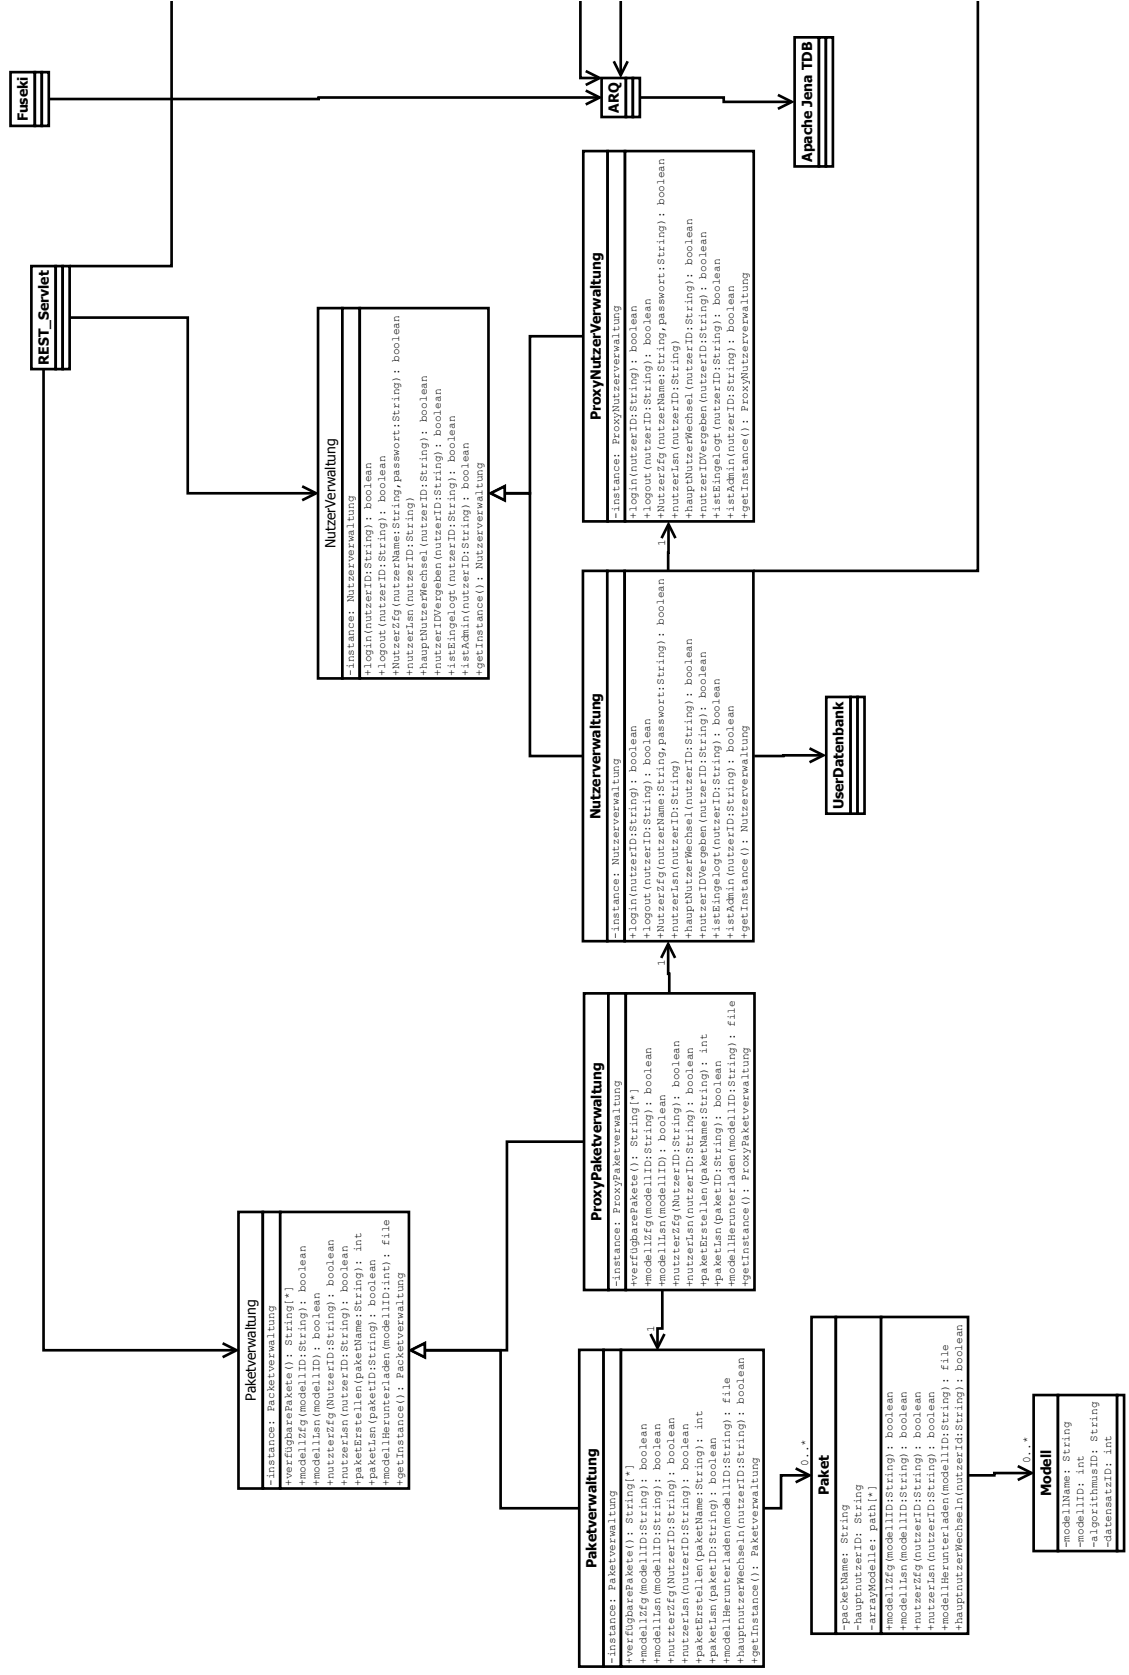 Fuseki
REST_Servlet
ARQ
Apache Jena TDB
NutzerVerwaltung
-instance: Nutzerverwaltung
+login(nutzerID:String): boolean
+logout(nutzerID:String): boolean
+NutzerZfg(nutzerName:String,passwort:String): boolean
+nutzerLsn(nutzerID:String)
+hauptNutzerWechsel(nutzerID:String): boolean
+nutzerIDVergeben(nutzerID:String): boolean
+istEingelogt(nutzerID:String): boolean
+istAdmin(nutzerID:String): boolean
+getInstance(): Nutzerverwaltung
ProxyNutzerVerwaltung
-instance: ProxyNutzerverwaltung
+login(nutzerID:String): boolean
+logout(nutzerID:String): boolean
+NutzerZfg(nutzerName:String,passwort:String): boolean
+nutzerLsn(nutzerID:String)
+hauptNutzerWechsel(nutzerID:String): boolean
+nutzerIDVergeben(nutzerID:String): boolean
+istEingelogt(nutzerID:String): boolean
+istAdmin(nutzerID:String): boolean
+getInstance(): ProxyNutzerverwaltung
1
Nutzerverwaltung
-instance: Nutzerverwaltung
+login(nutzerID:String): boolean
+logout(nutzerID:String): boolean
+NutzerZfg(nutzerName:String,passwort:String): boolean
+nutzerLsn(nutzerID:String)
+hauptNutzerWechsel(nutzerID:String): boolean
+nutzerIDVergeben(nutzerID:String): boolean
+istEingelogt(nutzerID:String): boolean
+istAdmin(nutzerID:String): boolean
+getInstance(): Nutzerverwaltung
1
UserDatenbank
Paketverwaltung
-instance: Packetverwaltung
+verfügbarePakete(): String[*]
+modellZfg(modellID:String): boolean
+modellLsn(modellID): boolean
+nutzterZfg(NutzerID:String): boolean
+nutzerLsn(nutzerID:String): boolean
+paketErstellen(paketName:String): int
+paketLsn(paketID:String): boolean
+modellHerunterladen(modellID:int): file
+getInstance(): Packetverwaltung
ProxyPaketverwaltung
-instance: ProxyPaketverwaltung
+verfügbarePakete(): String[*]
+modellZfg(modellID:String): boolean
+modellLsn(modellID): boolean
+nutzterZfg(NutzerID:String): boolean
+nutzerLsn(nutzerID:String): boolean
+paketErstellen(paketName:String): int
+paketLsn(paketID:String): boolean
+modellHerunterladen(modellID:String): file
+getInstance(): ProxyPaketverwaltung
1
Paketverwaltung
-instance: Paketverwaltung
+verfügbarePakete(): String[*]
+modellZfg(modellID:String): boolean
+modellLsn(modellID:String): boolean
+nutzterZfg(NutzerID:String): boolean
+nutzerLsn(nutzerID:String): boolean
+paketErstellen(paketName:String): int
+paketLsn(paketID:String): boolean
+modellHerunterladen(modellID:String): file
+hauptnutzerWechseln(nutzerID:String): boolean
+getInstance(): Paketverwaltung
0..*
Paket
-packetName: String
-hauptnutzerID: String
-arrayModelle: path[*]
+modellZfg(modellID:String): boolean
+modellLsn(modellID:String): boolean
+nutzerZfg(nutzerID:String): boolean
+nutzerLsn(nutzerID:String): boolean
+modellHerunterladen(modellID:String): file
+hauptnutzerWechseln(nutzerId:String): boolean
0..*
Modell
-modellName: String
-modellID: int
-algorithmusID: String
-datensatzID: int